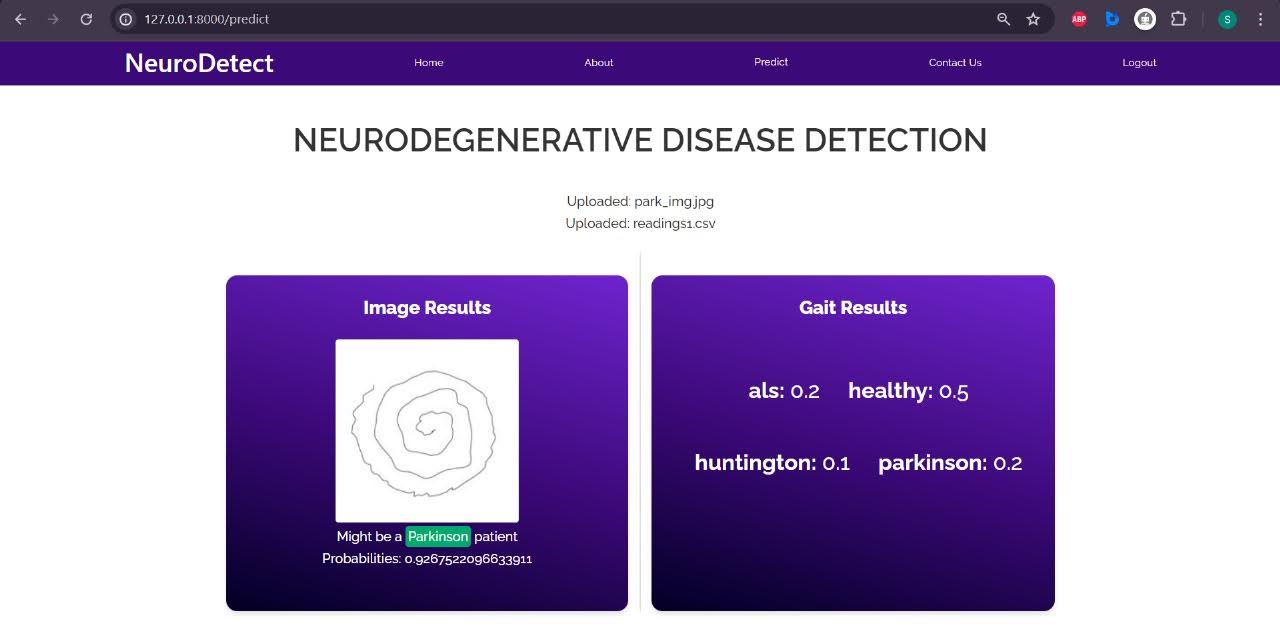 127.0.0.1:8000/predict
ABP
S
NeuroDetect Home About Predict Contact Us Logout
NEURODEGENERATIVE DISEASE DETECTION
Uploaded: park_img.jpg
Uploaded: readings1.csv
Image Results
Might be a Parkinson patient
Probabilities: 0.9267522096633911
Gait Results
als: 0.2 healthy: 0.5
huntington: 0.1 parkinson: 0.2